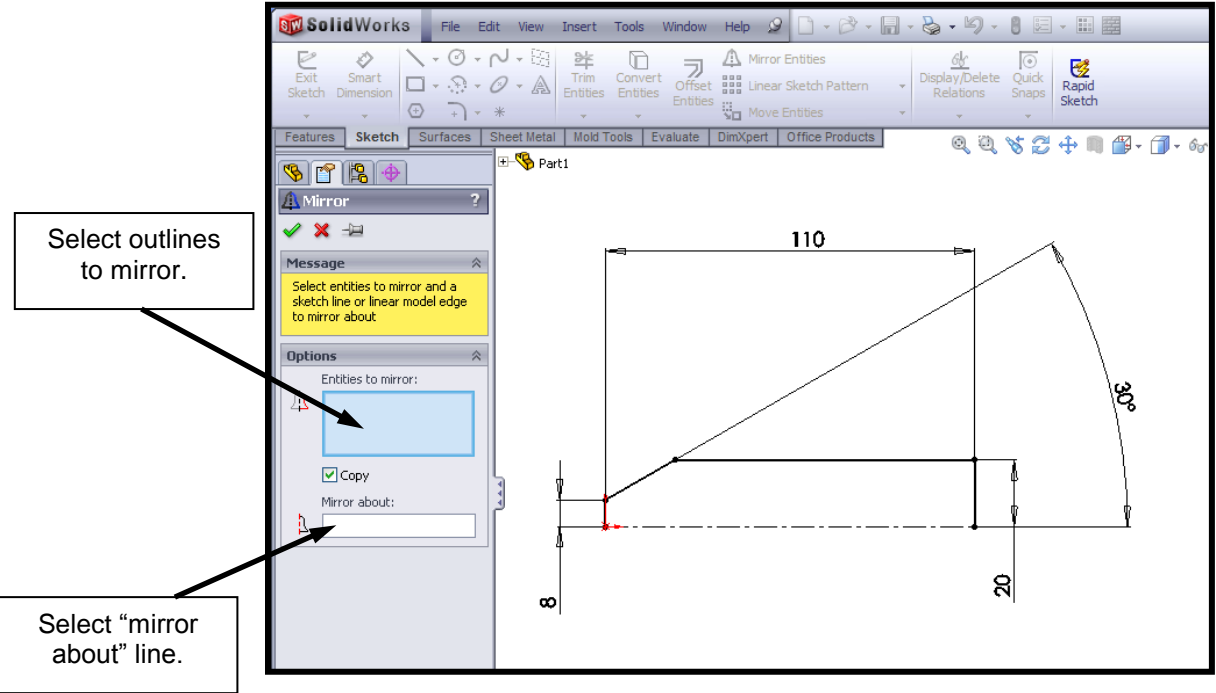 SolidWorks File Edit View Insert Tools Window Help
Exit Sketch
Smart Dimension
Trim Entities
Convert Entities
Offset Entities
Mirror Entities
Linear Sketch Pattern
Move Entities
Display/Delete Relations
Quick Snaps
Rapid Sketch
Features Sketch Surfaces Sheet Metal Mold Tools Evaluate DimXpert Office Products
Part1
Mirror ?
Message
Select entities to mirror and a
sketch line or linear model edge
to mirror about
Options
Entities to mirror:
Copy
Mirror about:
Select outlines
to mirror.
Select “mirror
about” line.
110
30°
8
20